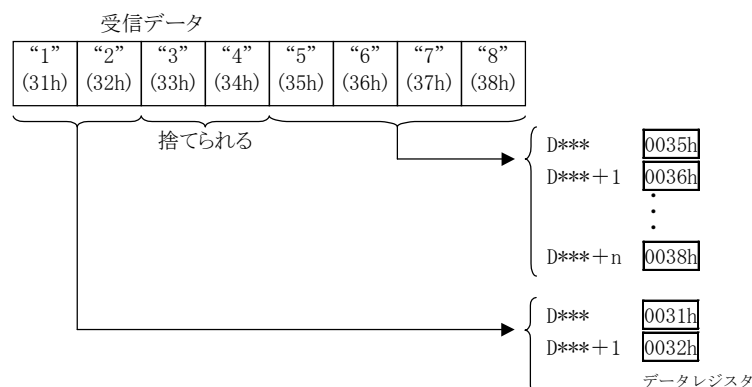 受信データ
“1” “2” “3” “4” “5” “6” “7” “8”
(31h) (32h) (33h) (34h) (35h) (36h) (37h) (38h)
捨てられる
D*** 0035h
D***＋1 0036h
・
・
・
D***＋n 0038h
D*** 0031h
D***＋1 0032h
データレジスタ